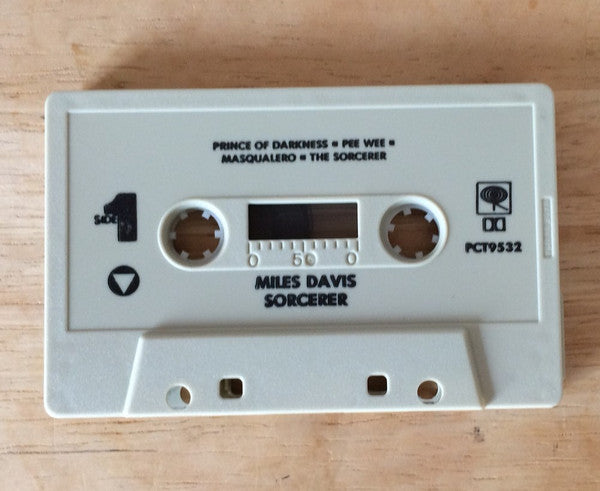 PRINCE OF DARKNESS ▪ PEE WEE ▪
MASQUALERO ▪ THE SORCERER
SIDE 1
0 50 0
PCT9532
MILES DAVIS
SORCERER